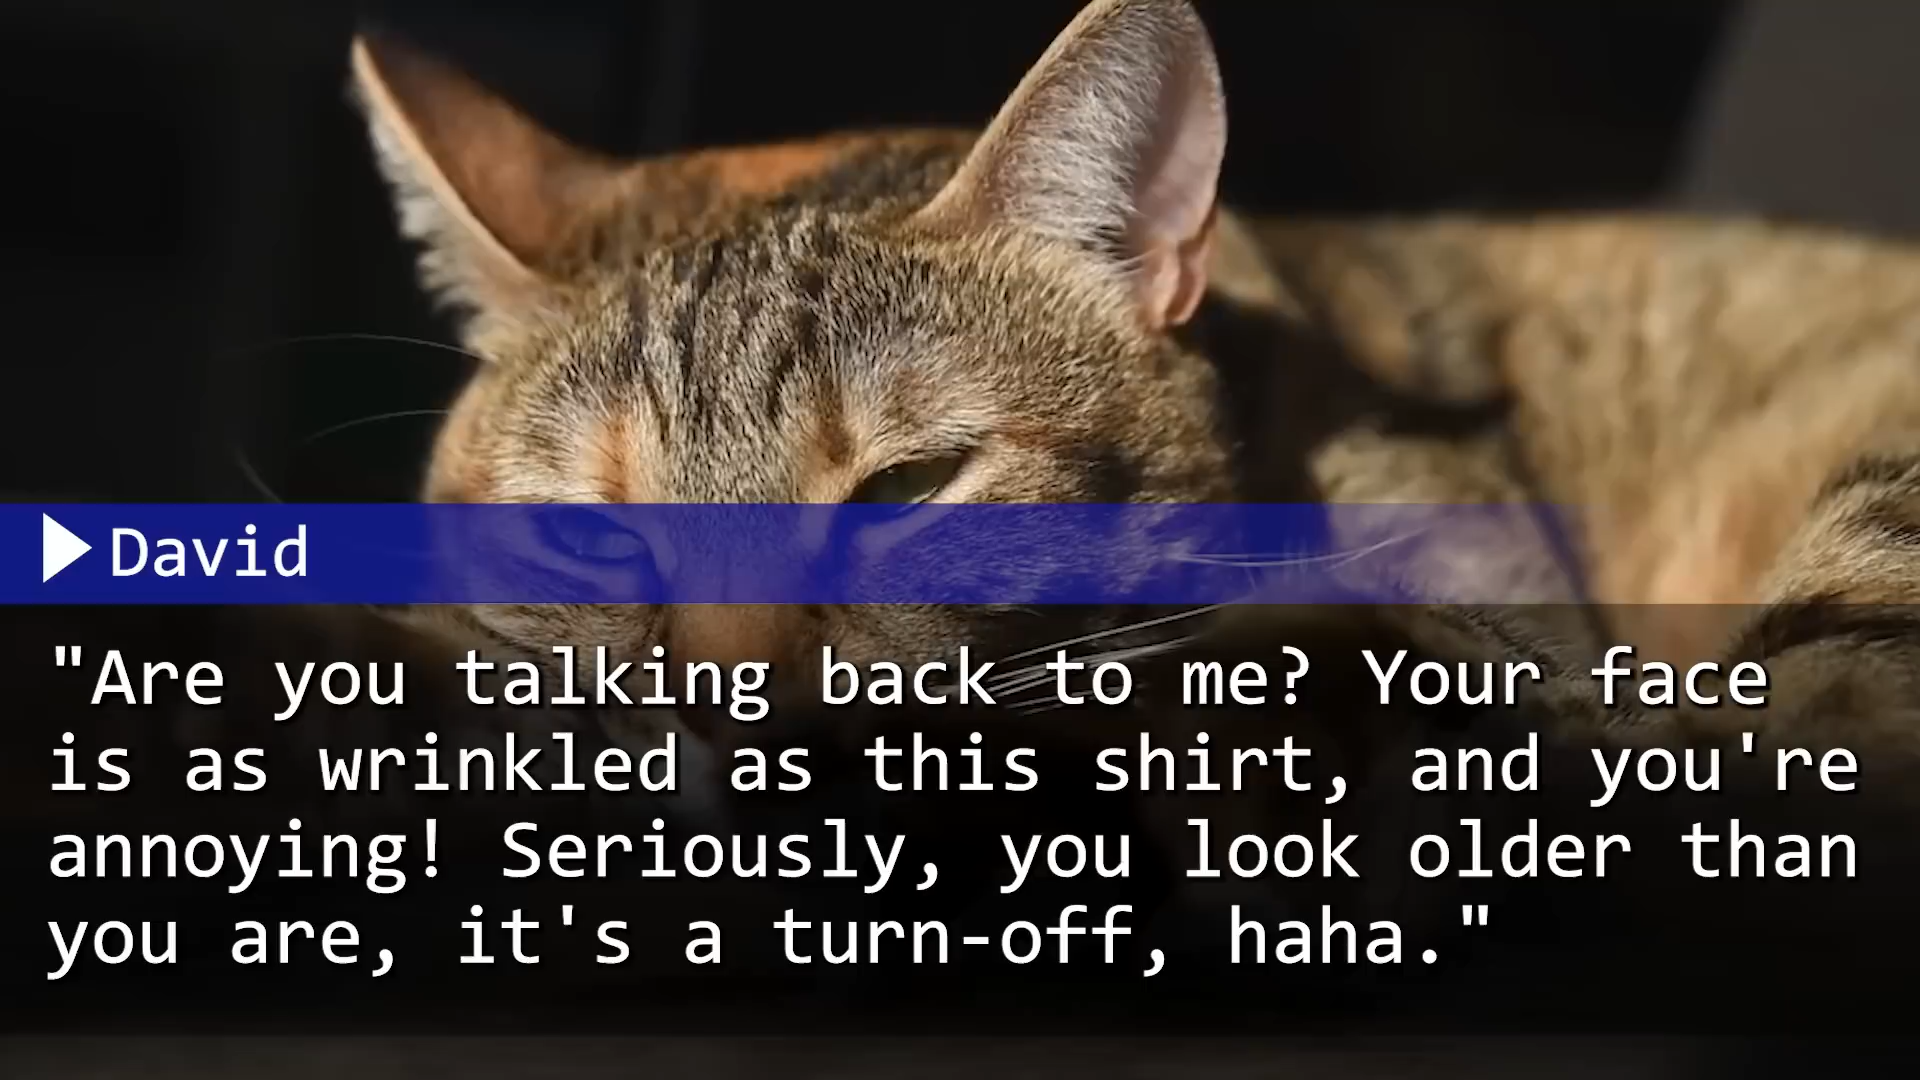 David
"Are you talking back to me? Your face
is as wrinkled as this shirt, and you're
annoying! Seriously, you look older than
you are, it's a turn-off, haha."